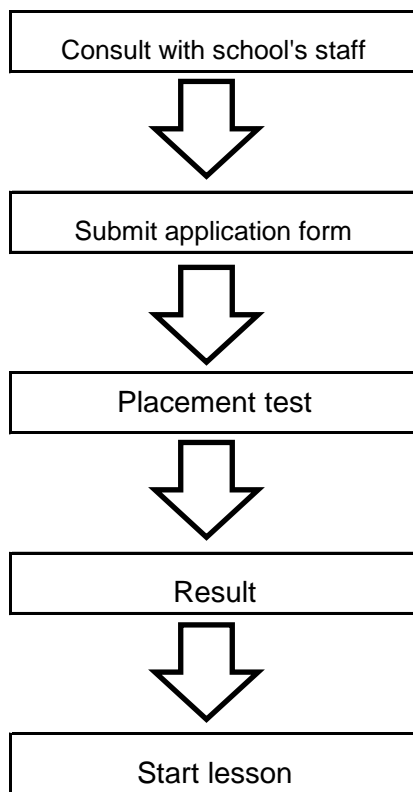 Consult with school's staff
Submit application form
Placement test
Result
Start lesson